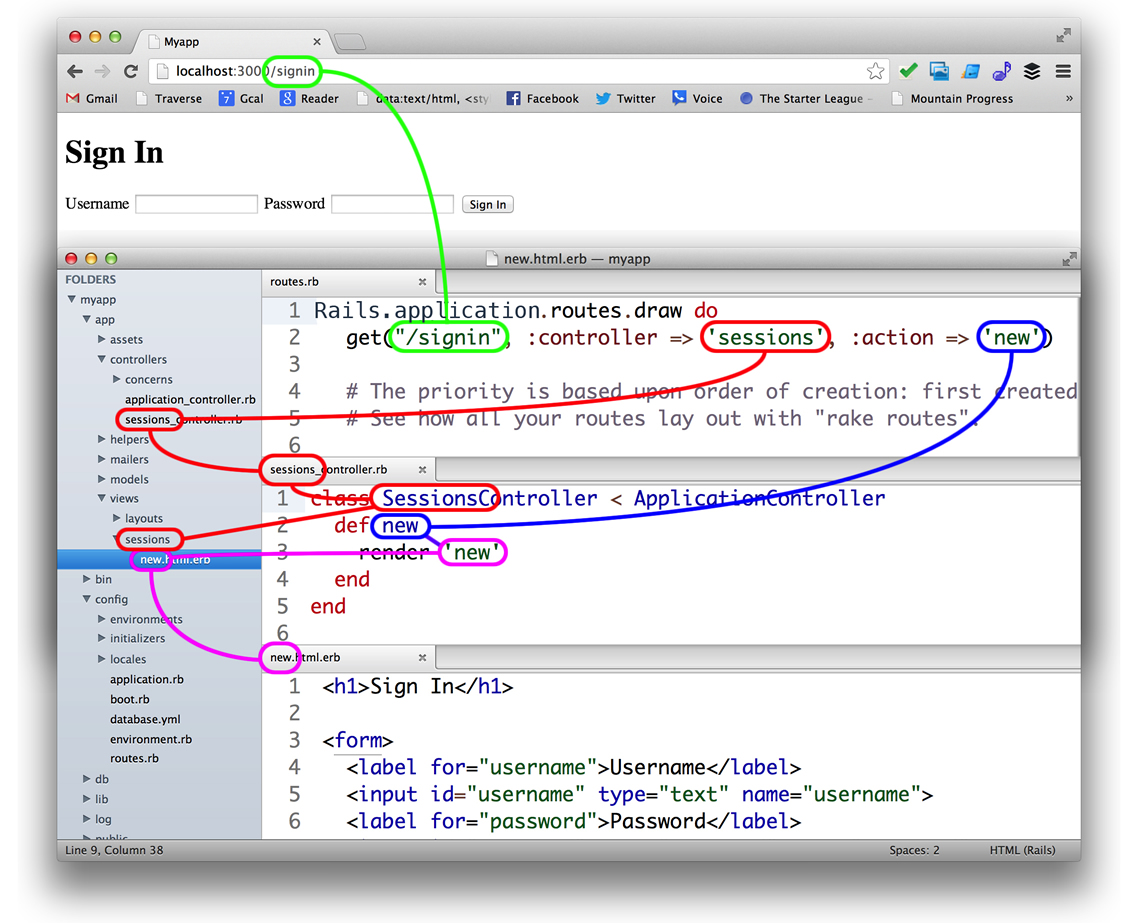 Myapp
localhost:3000/signin
Gmail Traverse Gcal Reader data:text/html, <sty Facebook Twitter Voice The Starter League - Mountain Progress »
7 8
Sign In
Username Password Sign In
new.html.erb — myapp
FOLDERS
myapp
app
assets
controllers
concerns
application_controller.rb
sessions_controller.rb
helpers
mailers
models
views
layouts
sessions
new.html.erb
bin
config
environments
initializers
locales
application.rb
boot.rb
database.yml
environment.rb
routes.rb
db
lib
log
public
routes.rb
1 Rails.application.routes.draw do
2 get("/signin", :controller => 'sessions', :action => 'new')
3
4 # The priority is based upon order of creation: first created
5 # See how all your routes lay out with "rake routes".
6
sessions_controller.rb
1 class SessionsController < ApplicationController
2 def new
3 render 'new'
4 end
5 end
6
new.html.erb
1 <h1>Sign In</h1>
2
3 <form>
4 <label for="username">Username</label>
5 <input id="username" type="text" name="username">
6 <label for="password">Password</label>
Line 9, Column 38 Spaces: 2 HTML (Rails)